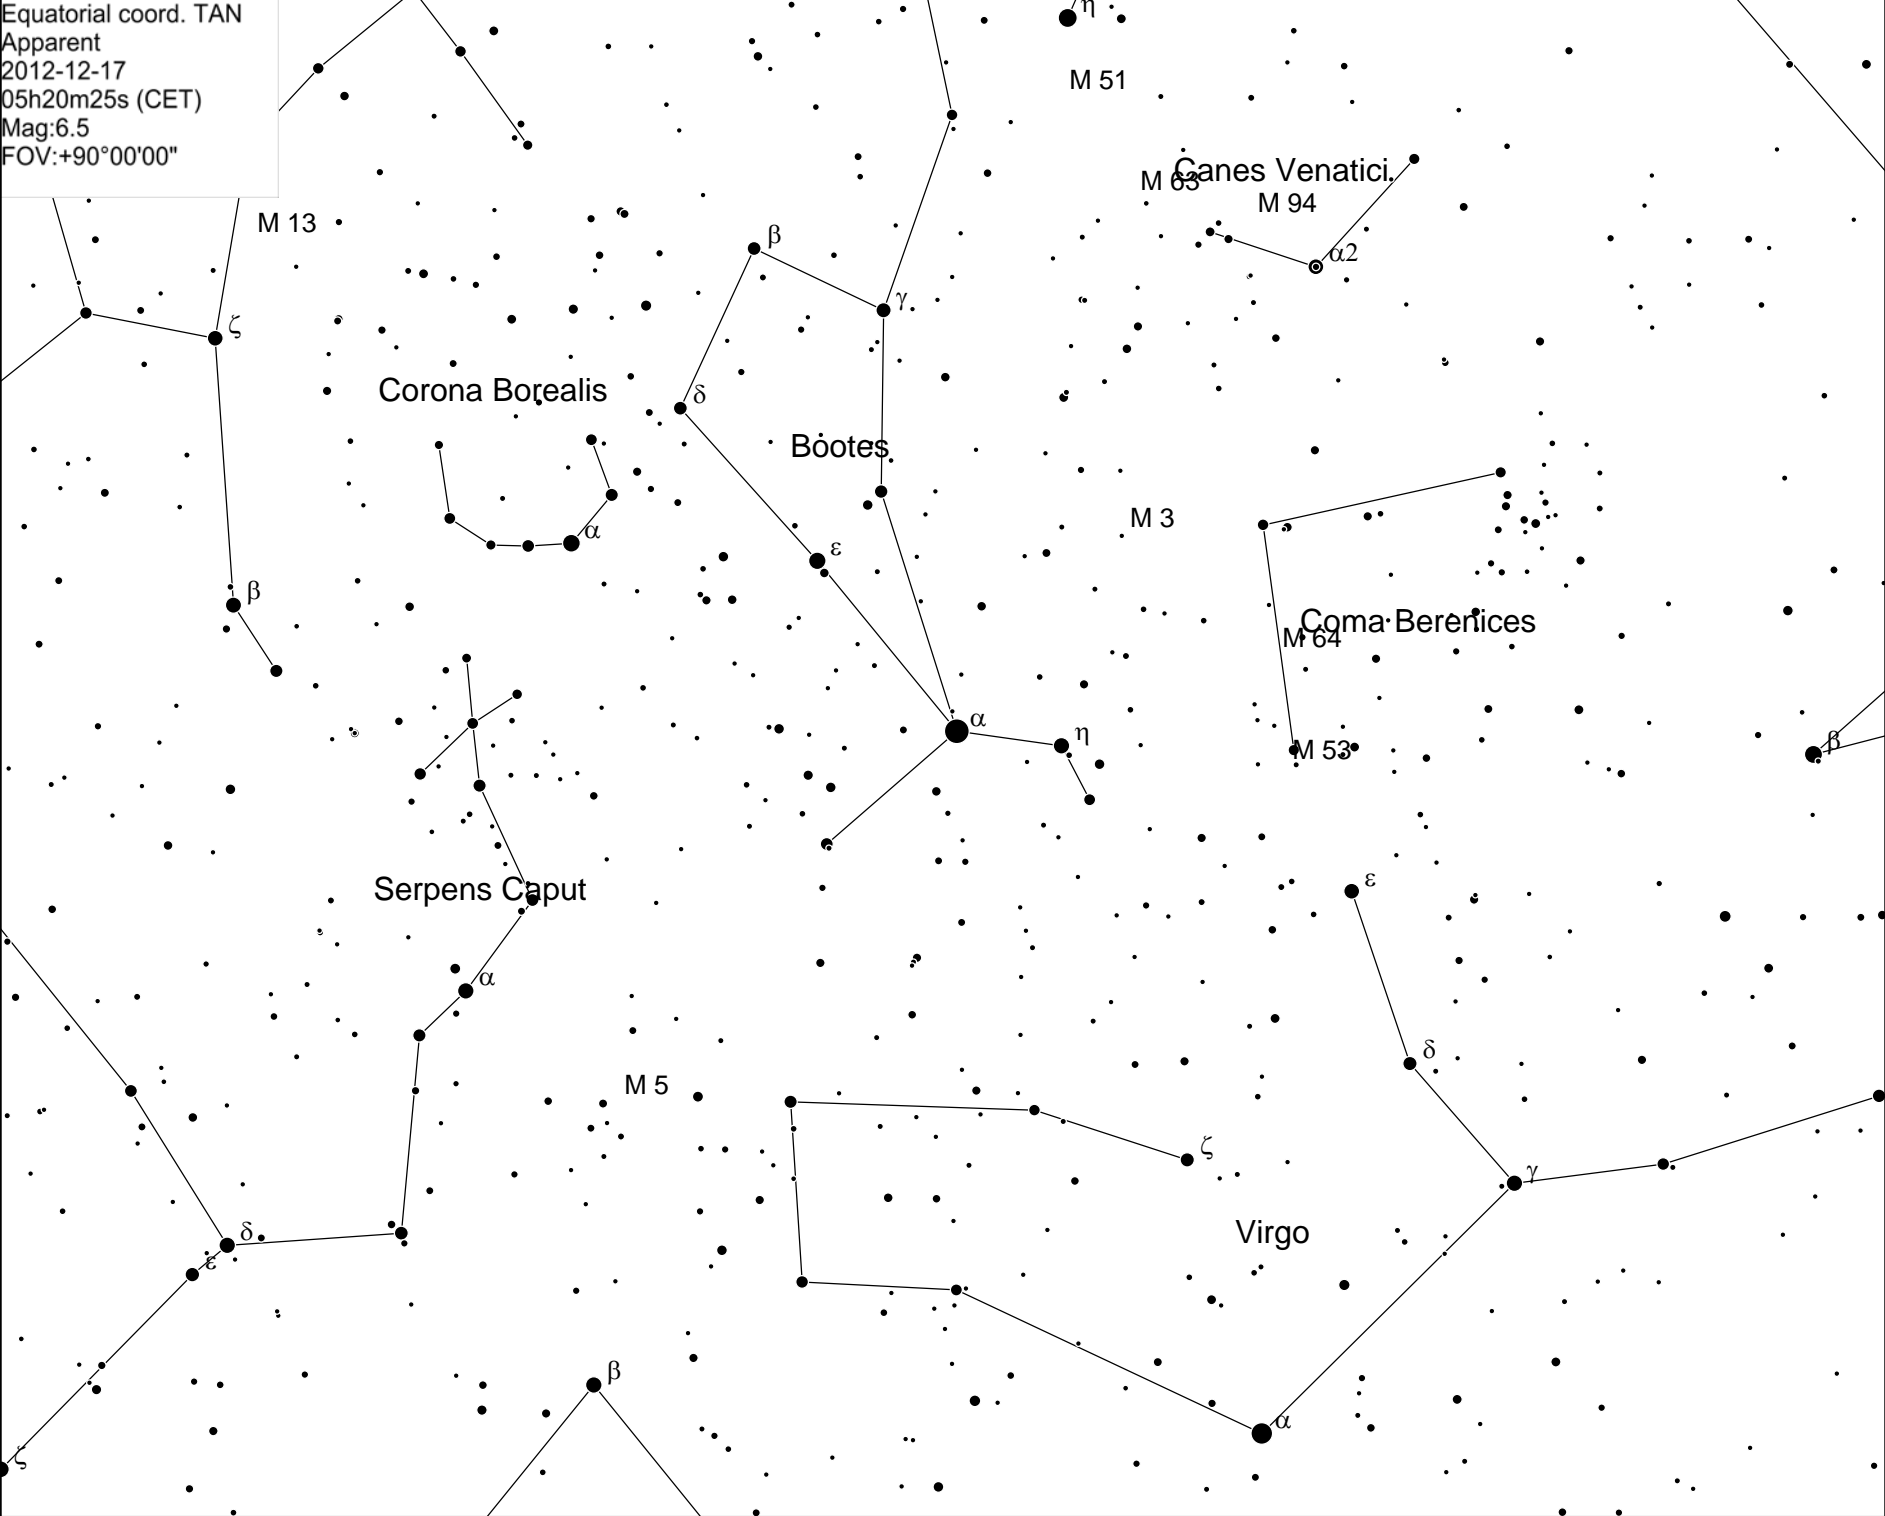 Equatorial coord. TAN
Apparent
2012-12-17
05h20m25s (CET)
Mag:6.5
FOV:+90°00'00"
η
M 51
Canes Venatici
M 63
M 94
M 13
β
α2
γ
ζ
Corona Borealis
δ
Bootes
M 3
α
ε
β
Coma Berenices
M 64
α
η
M 53
β
Serpens Caput
ε
α
δ
M 5
ζ
γ
δ
Virgo
ε
β
α
ζ